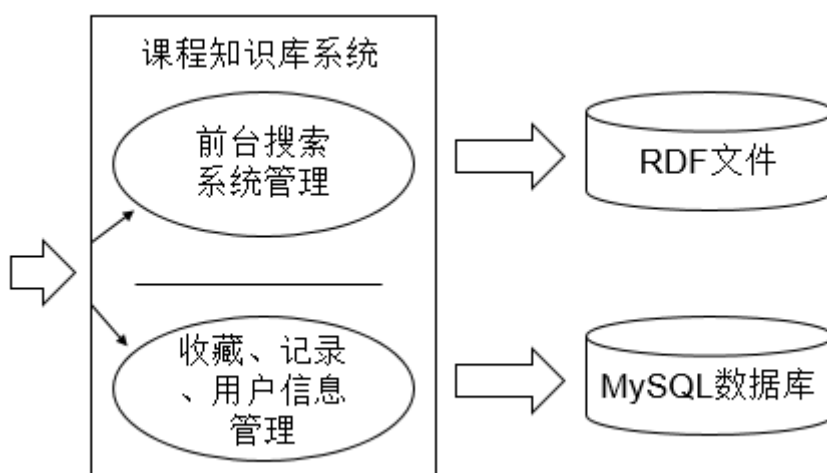 课程知识库系统
前台搜索
系统管理
RDF文件
收藏、记录
、用户信息
管理
MySQL数据库